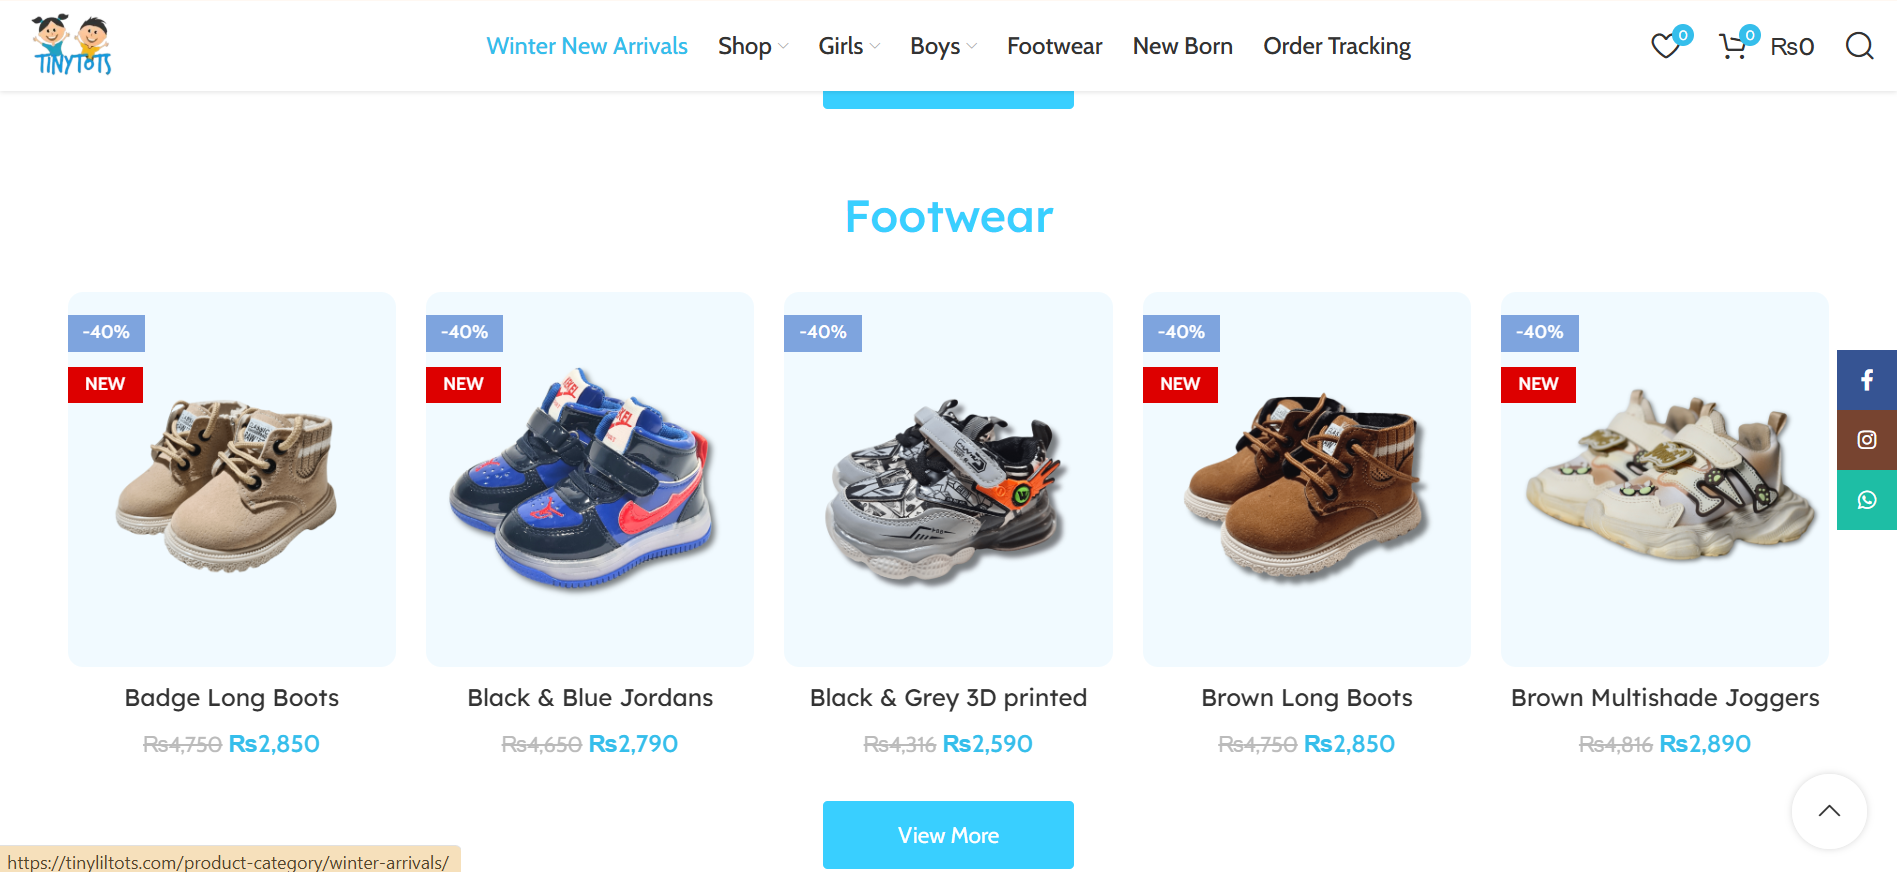 TINYTOTS
Winter New Arrivals Shop Girls Boys Footwear New Born Order Tracking 0 0 ₨0
Footwear
-40% -40% -40% -40% -40%
NEW NEW NEW NEW
Badge Long Boots Black & Blue Jordans Black & Grey 3D printed Brown Long Boots Brown Multishade Joggers
₨4,750 ₨2,850 ₨4,650 ₨2,790 ₨4,316 ₨2,590 ₨4,750 ₨2,850 ₨4,816 ₨2,890
View More
https://tinyliltots.com/product-category/winter-arrivals/